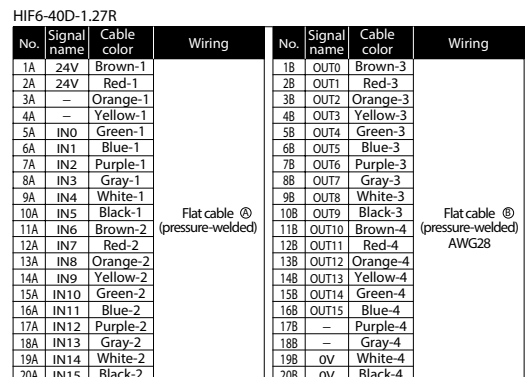 HIF6-40D-1.27R
No. Signal name Cable color Wiring No. Signal name Cable color Wiring
1A 24V Brown-1 1B OUT0 Brown-3
2A 24V Red-1 2B OUT1 Red-3
3A – Orange-1 3B OUT2 Orange-3
4A – Yellow-1 4B OUT3 Yellow-3
5A IN0 Green-1 5B OUT4 Green-3
6A IN1 Blue-1 6B OUT5 Blue-3
7A IN2 Purple-1 7B OUT6 Purple-3
8A IN3 Gray-1 8B OUT7 Gray-3
9A IN4 White-1 9B OUT8 White-3
10A IN5 Black-1 Flat cable Ⓐ 10B OUT9 Black-3 Flat cable Ⓑ
11A IN6 Brown-2 (pressure-welded) 11B OUT10 Brown-4 (pressure-welded)
12A IN7 Red-2 12B OUT11 Red-4 AWG28
13A IN8 Orange-2 13B OUT12 Orange-4
14A IN9 Yellow-2 14B OUT13 Yellow-4
15A IN10 Green-2 15B OUT14 Green-4
16A IN11 Blue-2 16B OUT15 Blue-4
17A IN12 Purple-2 17B – Purple-4
18A IN13 Gray-2 18B – Gray-4
19A IN14 White-2 19B 0V White-4
20A IN15 Black-2 20B 0V Black-4